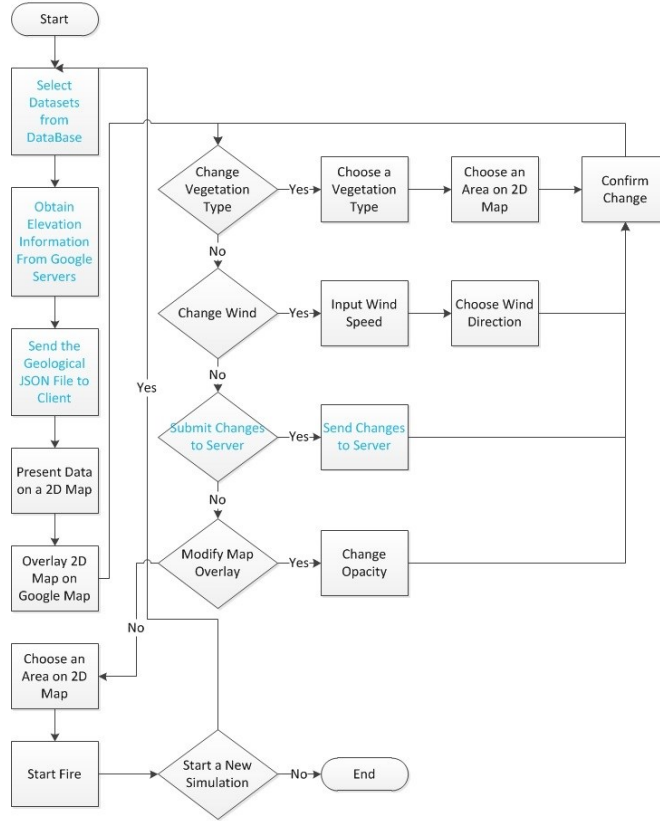 Start
Select
Datasets
from
DataBase
Obtain
Elevation
Information
From Google
Servers
Send the
Geological
JSON File to
Client
Present Data
on a 2D Map
Overlay 2D
Map on
Google Map
Change
Vegetation
Type
Yes
Choose a
Vegetation
Type
Choose an
Area on 2D
Map
Confirm
Change
No
Change Wind
Yes
Input Wind
Speed
Choose Wind
Direction
No
Submit Changes
to Server
Yes
Send Changes
to Server
No
Modify Map
Overlay
Yes
Change
Opacity
No
Yes
Choose an
Area on 2D
Map
Start Fire
Start a New
Simulation
No
End